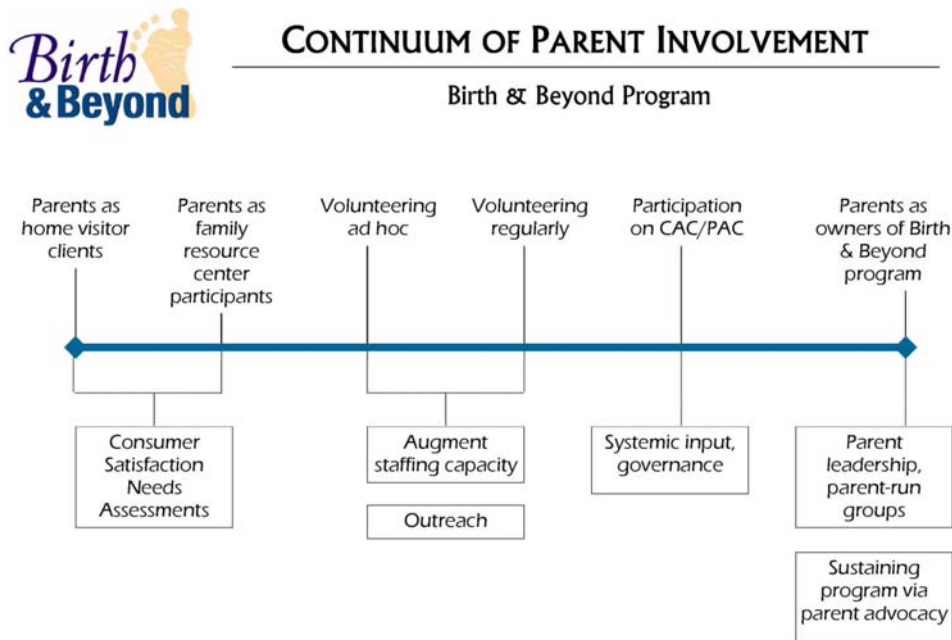 Birth
& Beyond
CONTINUUM OF PARENT INVOLVEMENT
Birth & Beyond Program
Parents as
home visitor
clients
Parents as
family
resource
center
participants
Volunteering
ad hoc
Volunteering
regularly
Participation
on CAC/PAC
Parents as
owners of Birth
& Beyond
program
Consumer
Satisfaction
Needs
Assessments
Augment
staffing capacity
Outreach
Systemic input,
governance
Parent
leadership,
parent-run
groups
Sustaining
program via
parent advocacy